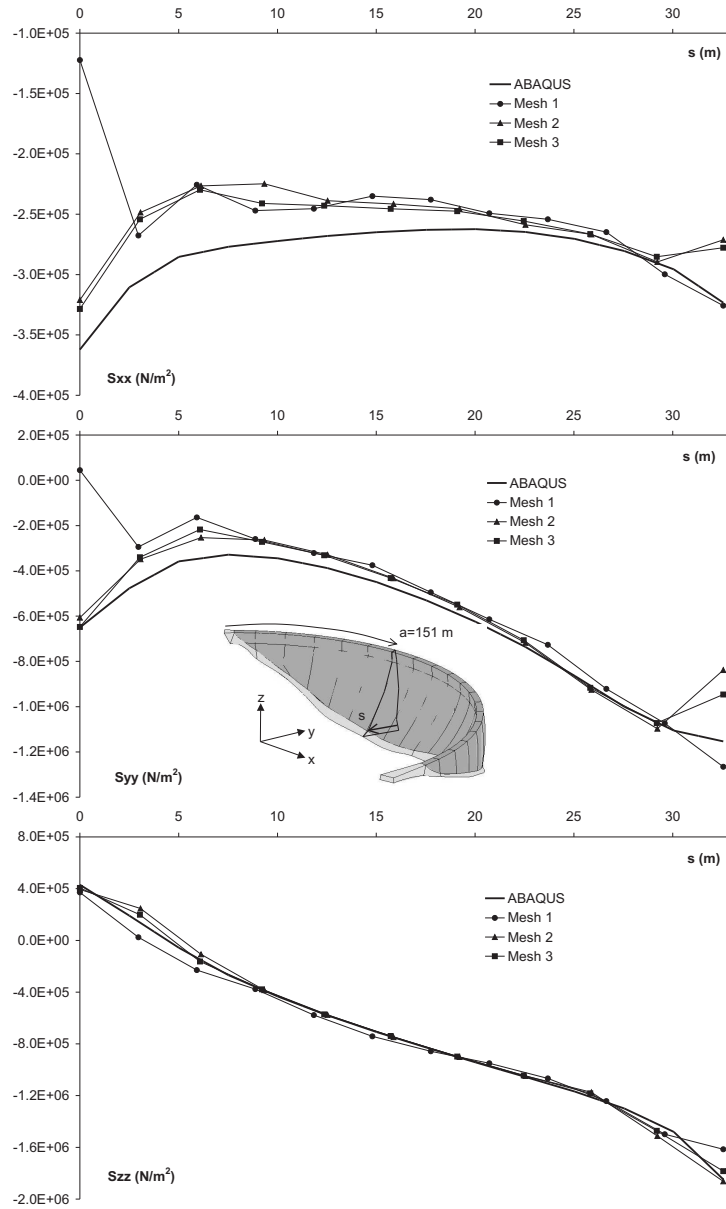 0 5 10 15 20 25 30
-1.0E+05
s (m)
-1.5E+05
ABAQUS
Mesh 1
Mesh 2
Mesh 3
-2.0E+05
-2.5E+05
-3.0E+05
-3.5E+05
Sxx (N/m²)
-4.0E+05
0 5 10 15 20 25 30
2.0E+05
s (m)
0.0E+00
ABAQUS
Mesh 1
Mesh 2
Mesh 3
-2.0E+05
-4.0E+05
-6.0E+05
a=151 m
-8.0E+05
z
s
y
x
-1.0E+06
-1.2E+06
Syy (N/m²)
-1.4E+06
0 5 10 15 20 25 30
8.0E+05
s (m)
4.0E+05
ABAQUS
Mesh 1
Mesh 2
Mesh 3
0.0E+00
-4.0E+05
-8.0E+05
-1.2E+06
-1.6E+06
Szz (N/m²)
-2.0E+06